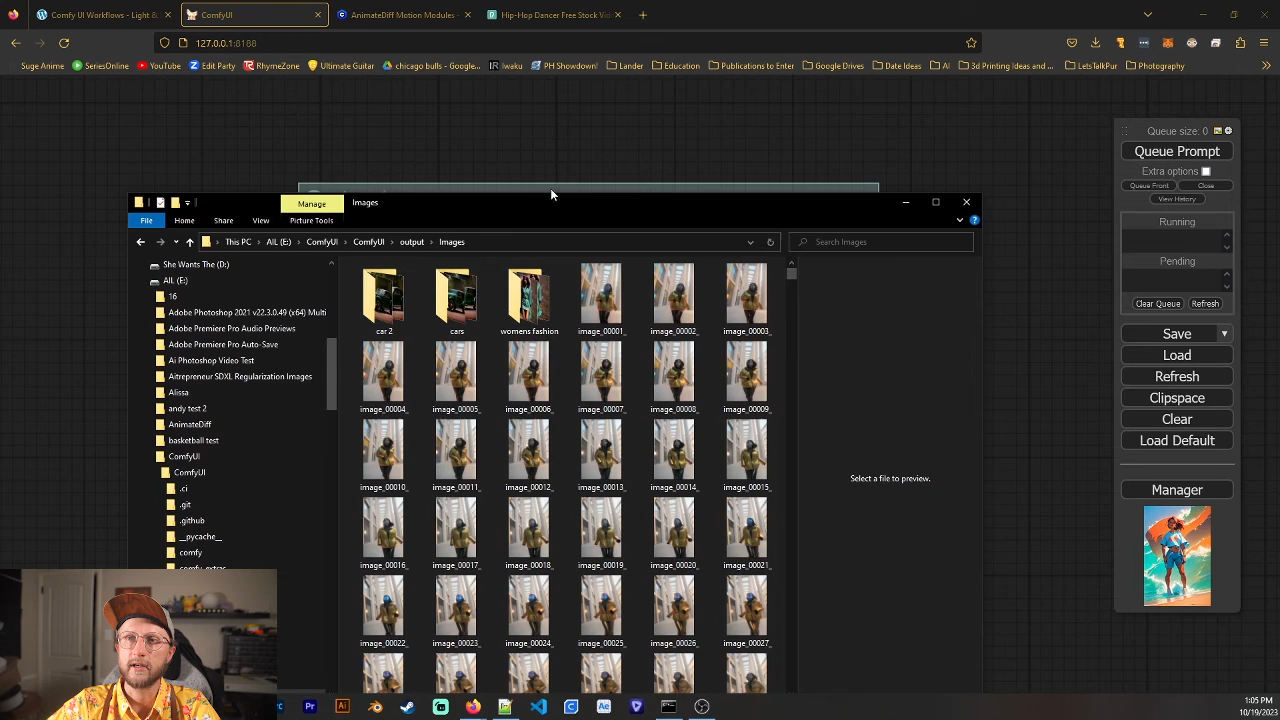 Comfy UI Workflows - Light &
ComfyUI
AnimateDiff Motion Modules -
Hip-Hop Dancer Free Stock Vid
127.0.0.1:8188
Suge Anime
SeriesOnline
YouTube
Edit Party
RhymeZone
Ultimate Guitar
chicago bulls - Google...
Iwaku
PH Showdown!
Lander
Education
Publications to Enter
Google Drives
Date Ideas
AI
3d Printing Ideas and ...
LetsTalkPur
Photography
Queue size: 0
Queue Prompt
Extra options
Queue Front
Close
View History
Running
Pending
Clear Queue
Refresh
Save
Load
Refresh
Clipspace
Clear
Load Default
Manager
Manage
Images
File
Home
Share
View
Picture Tools
This PC
AIL (E:)
ComfyUI
ComfyUI
output
Images
Search Images
She Wants The (D:)
AIL (E:)
16
Adobe Photoshop 2021 v22.3.0.49 (x64) Multi
Adobe Premiere Pro Audio Previews
Adobe Premiere Pro Auto-Save
Ai Photoshop Video Test
Aitrepreneur SDXL Regularization Images
Alissa
andy test 2
AnimateDiff
basketball test
ComfyUI
ComfyUI
.ci
.git
.github
__pycache__
comfy
comfy_extras
car 2
cars
womens fashion
image_00001_
image_00002_
image_00003_
image_00004_
image_00005_
image_00006_
image_00007_
image_00008_
image_00009_
image_00010_
image_00011_
image_00012_
image_00013_
image_00014_
image_00015_
image_00016_
image_00017_
image_00018_
image_00019_
image_00020_
image_00021_
image_00022_
image_00023_
image_00024_
image_00025_
image_00026_
image_00027_
Select a file to preview.
1:05 PM
10/19/2023